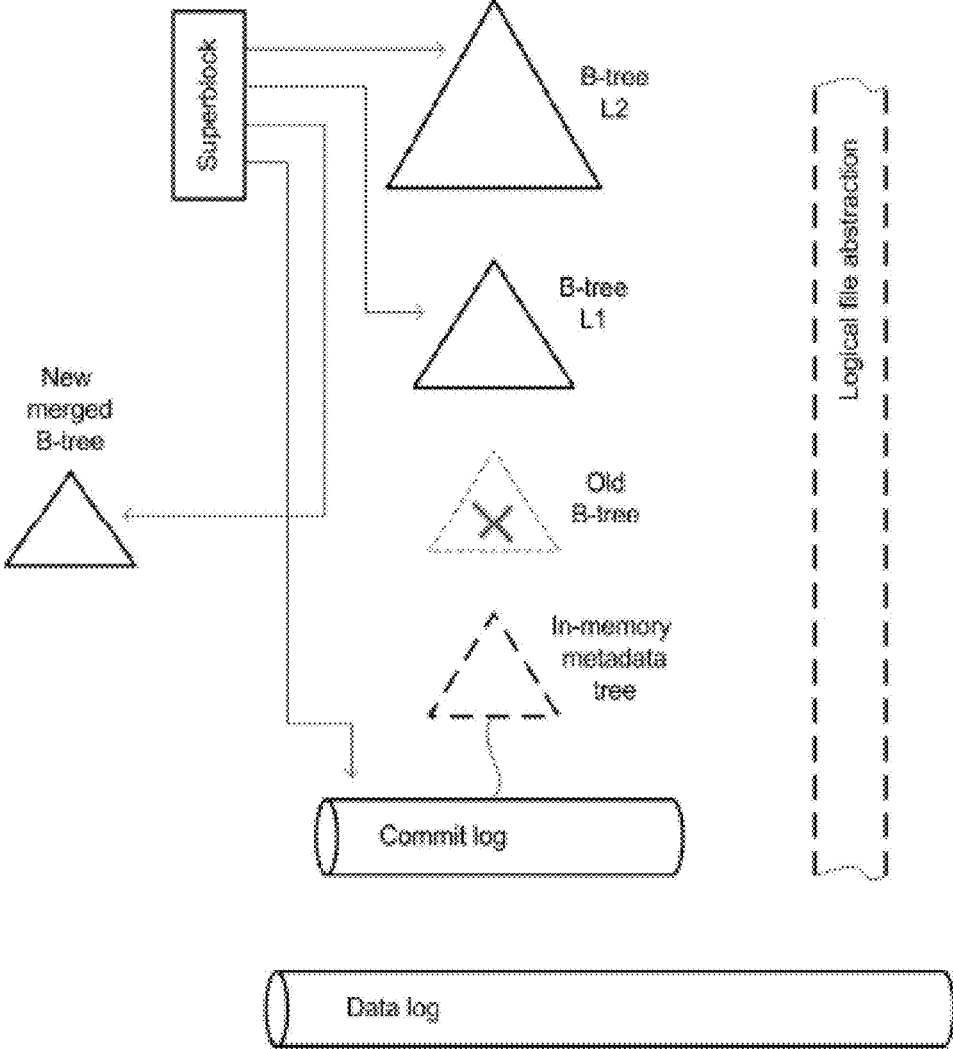 Superblock
B-tree
L2
B-tree
L1
Logical file abstraction
New
merged
B-tree
Old
B-tree
In-memory
metadata
tree
Commit log
Data log